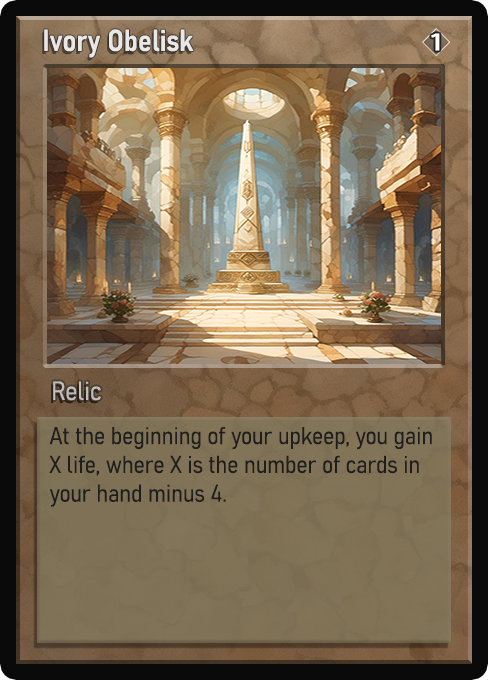 Ivory Obelisk
1
Relic
At the beginning of your upkeep, you gain
X life, where X is the number of cards in
your hand minus 4.